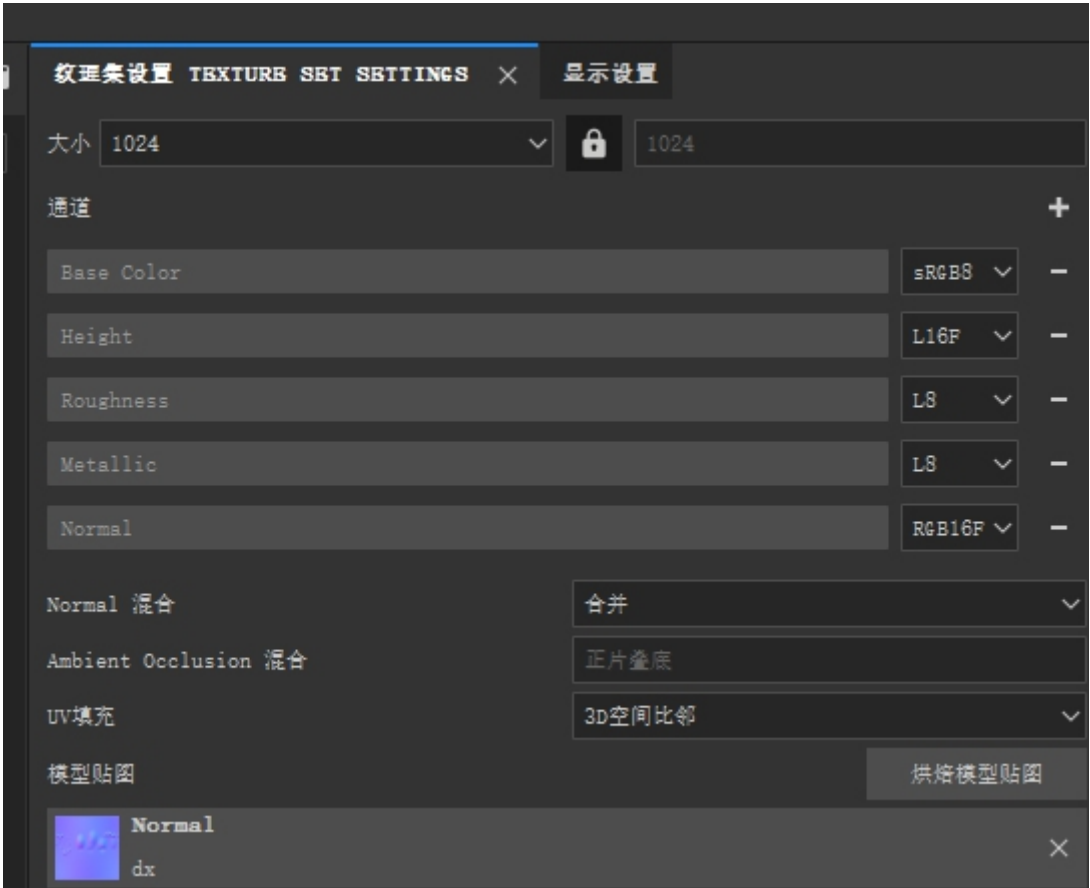 纹理集设置 TEXTURE SET SETTINGS 显示设置
大小 1024 1024
通道
Base Color sRGB8
Height L16F
Roughness L8
Metallic L8
Normal RGB16F
Normal 混合 合并
Ambient Occlusion 混合 正片叠底
UV填充 3D空间比邻
模型贴图 烘焙模型贴图
Normal
dx